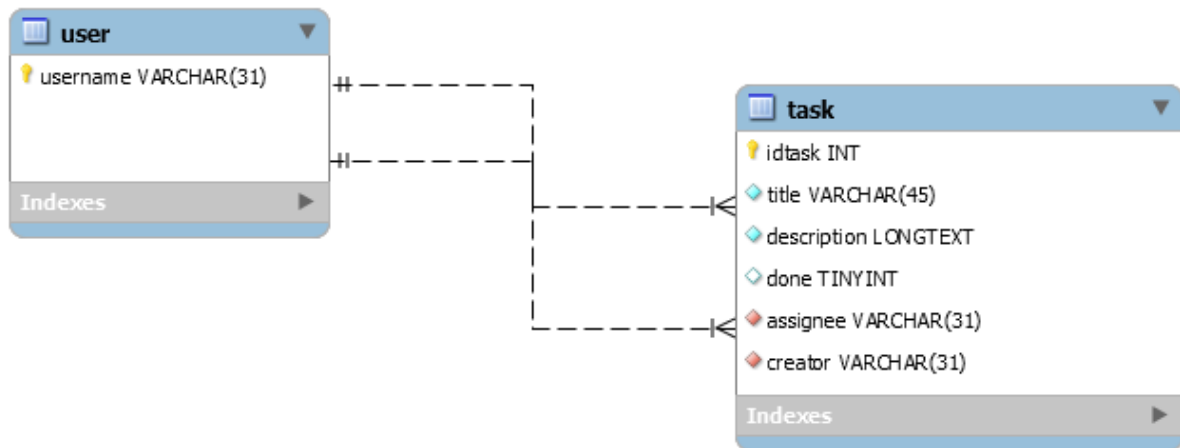 user
username VARCHAR(31)
Indexes
task
idtask INT
title VARCHAR(45)
description LONGTEXT
done TINYINT
assignee VARCHAR(31)
creator VARCHAR(31)
Indexes